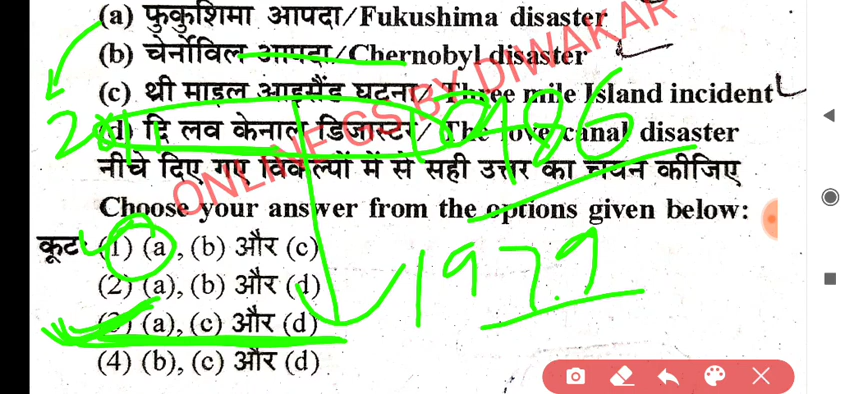 (a) फुकुशिमा आपदा/Fukushima disaster
(b) चेर्नोविल आपदा/Chernobyl disaster
(c) थ्री माइल आइसैंड घटना/Three mile Island incident
(d) दि लव केनाल डिजास्टर/The love canal disaster
नीचे दिए गए विकल्पों में से सही उत्तर का चयन कीजिए
Choose your answer from the options given below:
कूट: (1) (a), (b) और (c)
(2) (a), (b) और (d)
(3) (a), (c) और (d)
(4) (b), (c) और (d)
ONLINE GS BY DIWAKAR
1986
1979